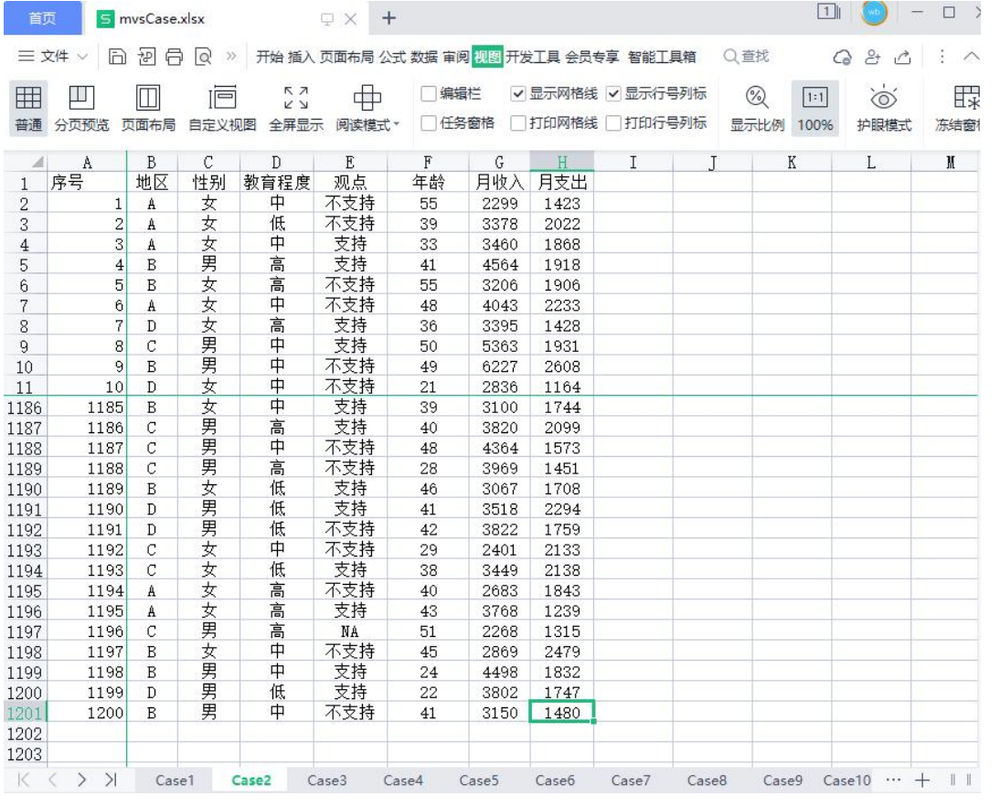 首页 S mvsCase.xlsx + 1 wb
文件 » 开始 插入 页面布局 公式 数据 审阅 视图 开发工具 会员专享 智能工具箱 查找
编辑栏 显示网格线 显示行号列标 1:1
普通 分页预览 页面布局 自定义视图 全屏显示 阅读模式 任务窗格 打印网格线 打印行号列标 显示比例 100% 护眼模式 冻结窗
A B C D E F G H I J K L M
1 序号 地区 性别 教育程度 观点 年龄 月收入 月支出
2 1 A 女 中 不支持 55 2299 1423
3 2 A 女 低 不支持 39 3378 2022
4 3 A 女 中 支持 33 3460 1868
5 4 B 男 高 支持 41 4564 1918
6 5 B 女 高 不支持 55 3206 1906
7 6 A 女 中 不支持 48 4043 2233
8 7 D 女 高 支持 36 3395 1428
9 8 C 男 中 支持 50 5363 1931
10 9 B 男 中 不支持 49 6227 2608
11 10 D 女 中 不支持 21 2836 1164
1186 1185 B 女 中 支持 39 3100 1744
1187 1186 C 男 高 支持 40 3820 2099
1188 1187 C 男 中 不支持 48 4364 1573
1189 1188 C 男 高 不支持 28 3969 1451
1190 1189 B 女 低 支持 46 3067 1708
1191 1190 D 男 低 支持 41 3518 2294
1192 1191 D 男 低 不支持 42 3822 1759
1193 1192 C 女 中 不支持 29 2401 2133
1194 1193 C 女 低 支持 38 3449 2138
1195 1194 A 女 高 不支持 40 2683 1843
1196 1195 A 女 高 支持 43 3768 1239
1197 1196 C 男 高 NA 51 2268 1315
1198 1197 B 女 中 不支持 45 2869 2479
1199 1198 B 男 中 支持 24 4498 1832
1200 1199 D 男 低 支持 22 3802 1747
1201 1200 B 男 中 不支持 41 3150 1480
1202
1203
Case1 Case2 Case3 Case4 Case5 Case6 Case7 Case8 Case9 Case10 ··· +